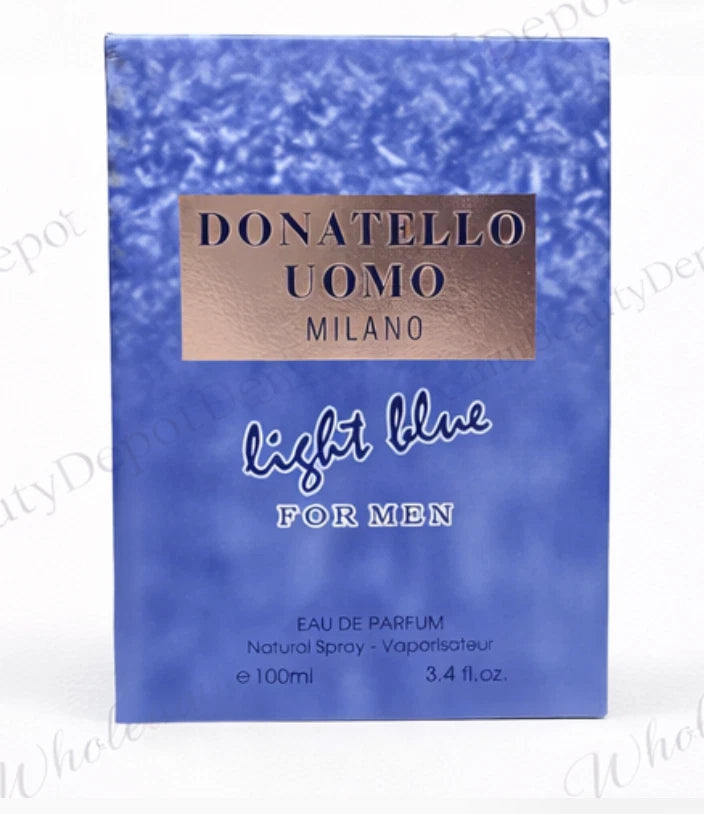 DONATELLO
UOMO
MILANO
light blue
FOR MEN
EAU DE PARFUM
Natural Spray - Vaporisateur
e 100ml 3.4 fl.oz.